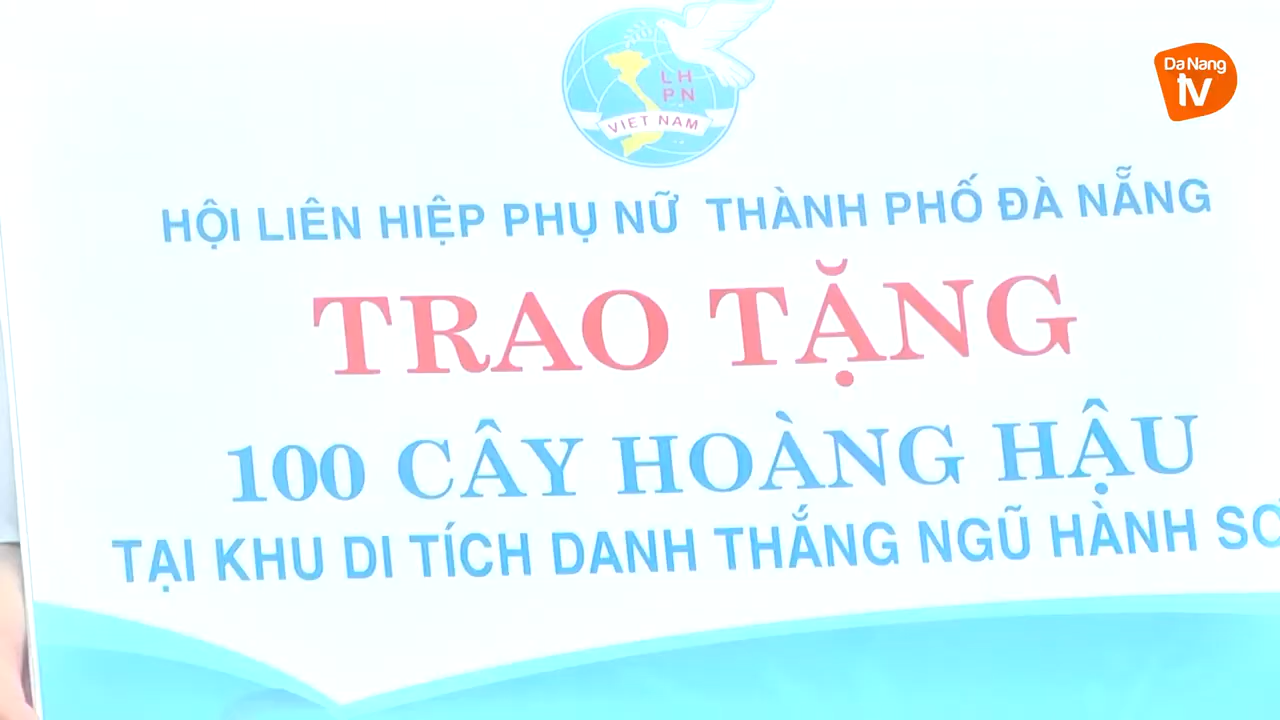 Da Nang
tv
LH
PN
VIET NAM
HỘI LIÊN HIỆP PHỤ NỮ THÀNH PHỐ ĐÀ NẴNG
TRAO TẶNG
100 CÂY HOÀNG HẬU
TẠI KHU DI TÍCH DANH THẮNG NGŨ HÀNH